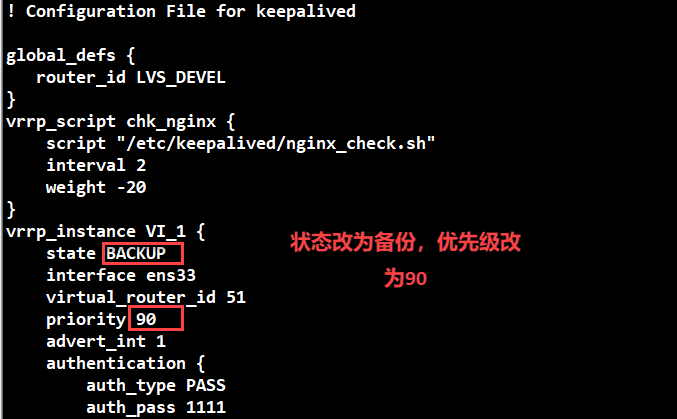 ! Configuration File for keepalived
global_defs {
router_id LVS_DEVEL
}
vrrp_script chk_nginx {
script "/etc/keepalived/nginx_check.sh"
interval 2
weight -20
}
vrrp_instance VI_1 {
state BACKUP
interface ens33
virtual_router_id 51
priority 90
advert_int 1
authentication {
auth_type PASS
auth_pass 1111
状态改为备份，优先级改
为90